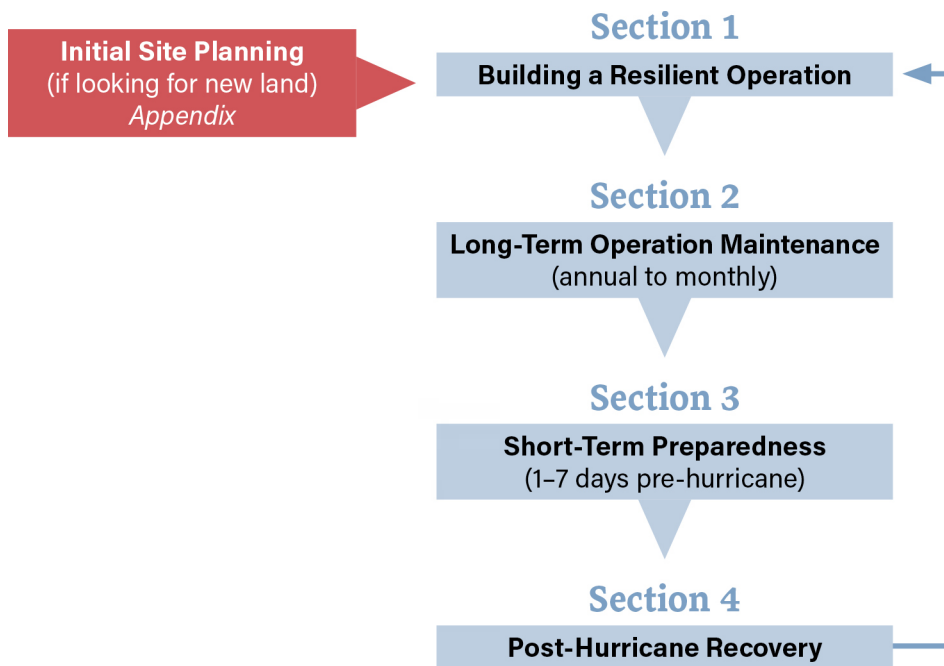 Initial Site Planning
(if looking for new land)
Appendix
Section 1
Building a Resilient Operation
Section 2
Long-Term Operation Maintenance
(annual to monthly)
Section 3
Short-Term Preparedness
(1–7 days pre-hurricane)
Section 4
Post-Hurricane Recovery